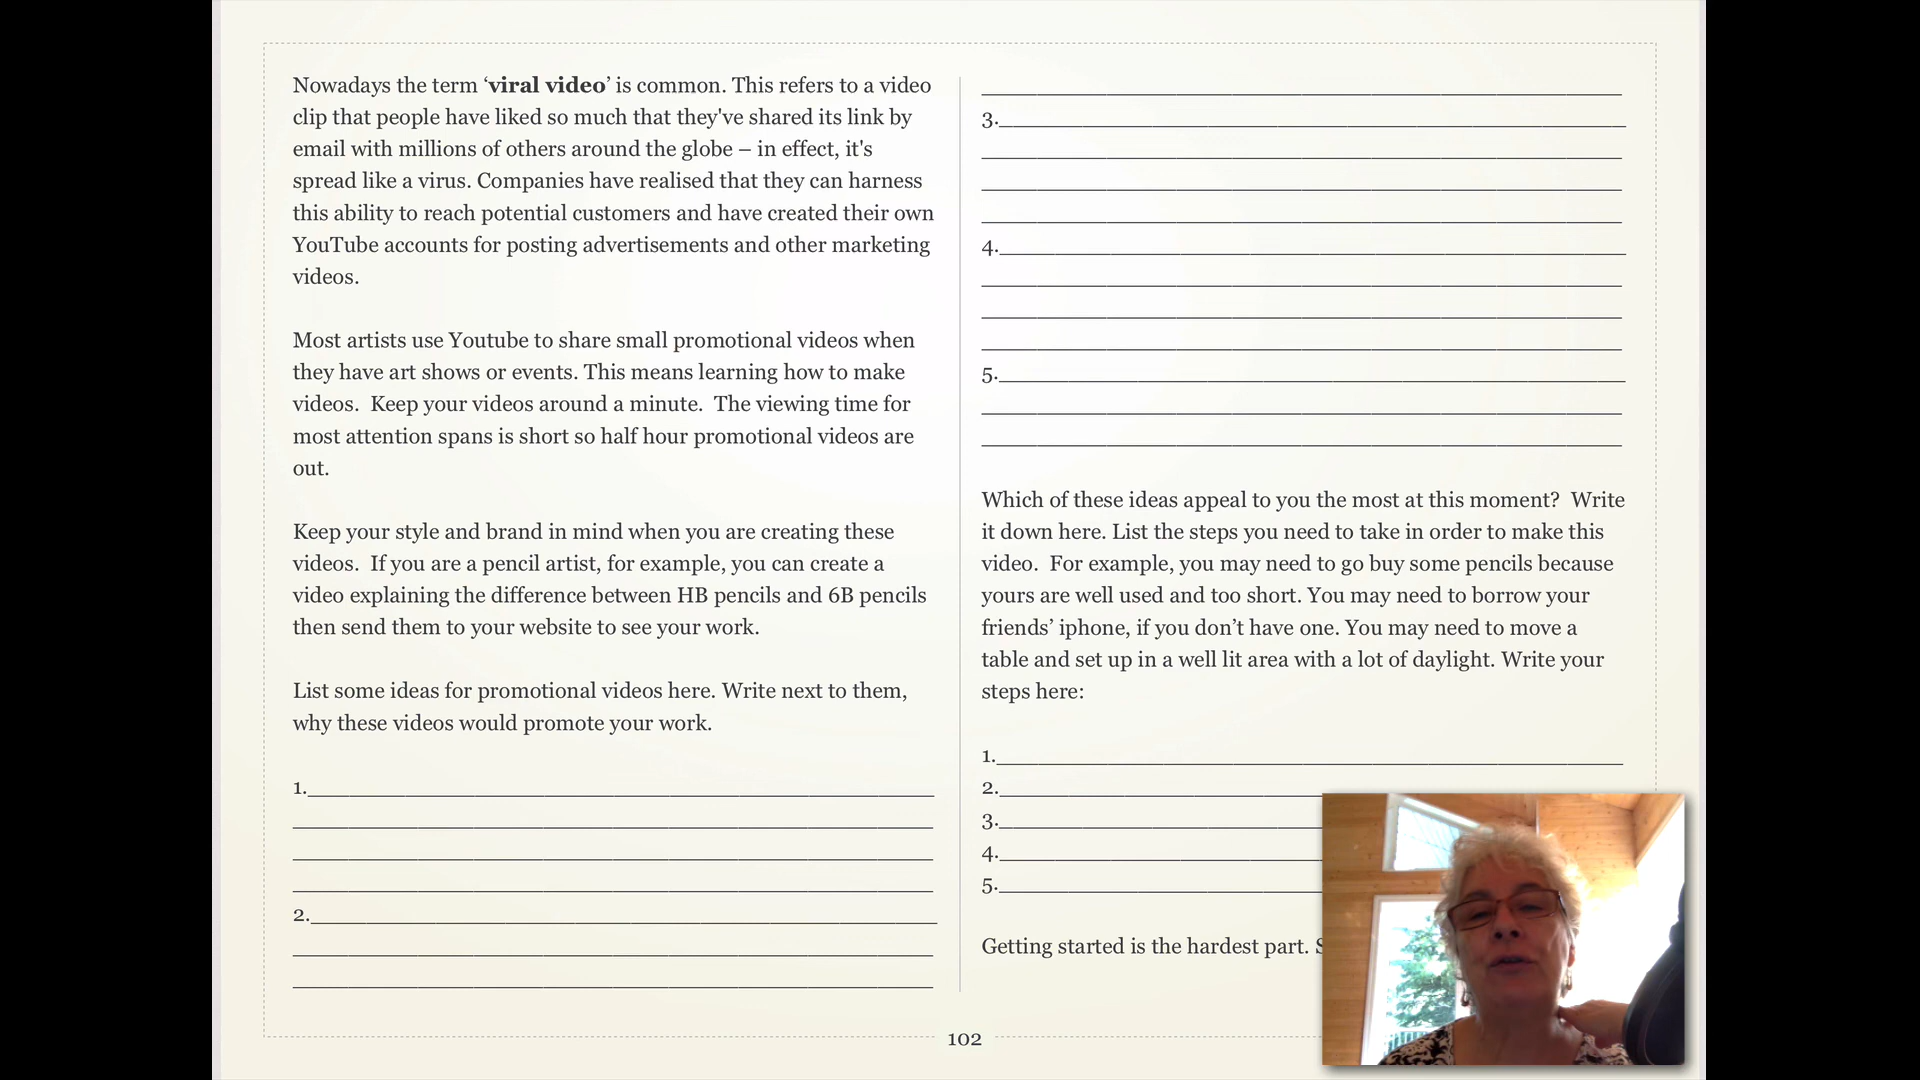 Nowadays the term ‘viral video’ is common. This refers to a video
clip that people have liked so much that they've shared its link by
email with millions of others around the globe – in effect, it's
spread like a virus. Companies have realised that they can harness
this ability to reach potential customers and have created their own
YouTube accounts for posting advertisements and other marketing
videos.
Most artists use Youtube to share small promotional videos when
they have art shows or events. This means learning how to make
videos.  Keep your videos around a minute.  The viewing time for
most attention spans is short so half hour promotional videos are
out.
Keep your style and brand in mind when you are creating these
videos.  If you are a pencil artist, for example, you can create a
video explaining the difference between HB pencils and 6B pencils
then send them to your website to see your work.
List some ideas for promotional videos here. Write next to them,
why these videos would promote your work.
1.
2.
3.
4.
5.
Which of these ideas appeal to you the most at this moment?  Write
it down here. List the steps you need to take in order to make this
video.  For example, you may need to go buy some pencils because
yours are well used and too short. You may need to borrow your
friends’ iphone, if you don’t have one. You may need to move a
table and set up in a well lit area with a lot of daylight. Write your
steps here:
1.
2.
3.
4.
5.
Getting started is the hardest part.
102